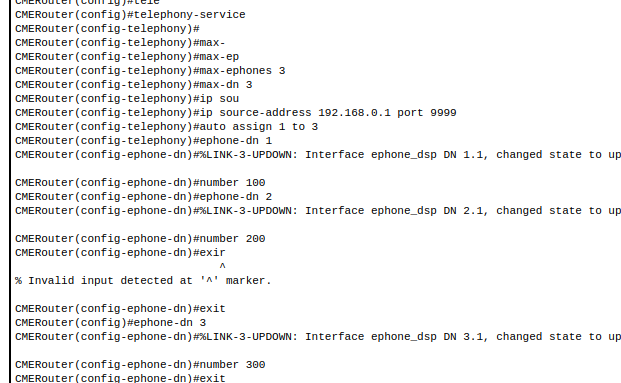 CMERouter(config)#tele
CMERouter(config)#telephony-service
CMERouter(config-telephony)#
CMERouter(config-telephony)#max-
CMERouter(config-telephony)#max-ep
CMERouter(config-telephony)#max-ephones 3
CMERouter(config-telephony)#max-dn 3
CMERouter(config-telephony)#ip sou
CMERouter(config-telephony)#ip source-address 192.168.0.1 port 9999
CMERouter(config-telephony)#auto assign 1 to 3
CMERouter(config-telephony)#ephone-dn 1
CMERouter(config-ephone-dn)#%LINK-3-UPDOWN: Interface ephone_dsp DN 1.1, changed state to up
CMERouter(config-ephone-dn)#number 100
CMERouter(config-ephone-dn)#ephone-dn 2
CMERouter(config-ephone-dn)#%LINK-3-UPDOWN: Interface ephone_dsp DN 2.1, changed state to up
CMERouter(config-ephone-dn)#number 200
CMERouter(config-ephone-dn)#exir
^
% Invalid input detected at '^' marker.
CMERouter(config-ephone-dn)#exit
CMERouter(config)#ephone-dn 3
CMERouter(config-ephone-dn)#%LINK-3-UPDOWN: Interface ephone_dsp DN 3.1, changed state to up
CMERouter(config-ephone-dn)#number 300
CMERouter(config-ephone-dn)#exit